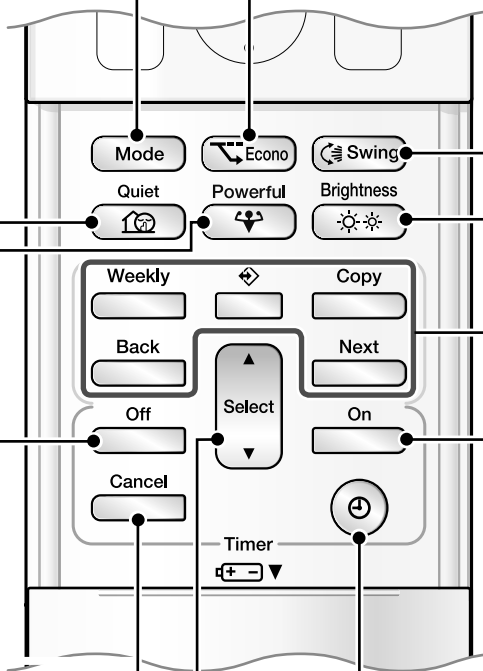 Mode Econo Swing
Quiet Powerful Brightness
Weekly Copy
Back Next
Select
Off On
Cancel
Timer